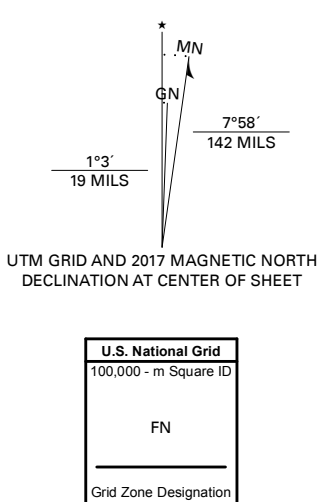 ★
MN
GN
7°58´
142 MILS
1°3´
19 MILS
UTM GRID AND 2017 MAGNETIC NORTH
DECLINATION AT CENTER OF SHEET
U.S. National Grid
100,000 - m Square ID
FN
Grid Zone Designation